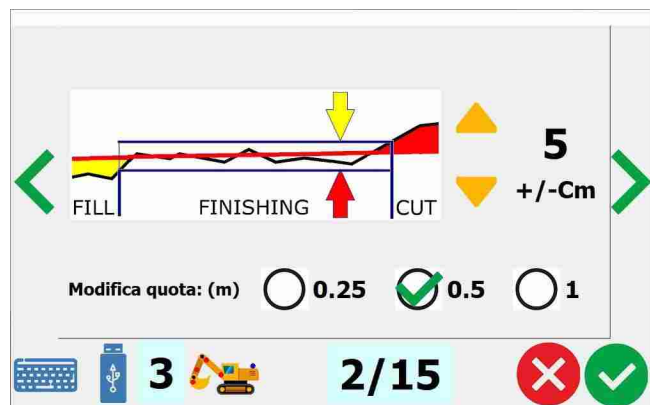 5
+/-Cm
FILL FINISHING CUT
Modifica quota: (m) 0.25 0.5 1
3 2/15